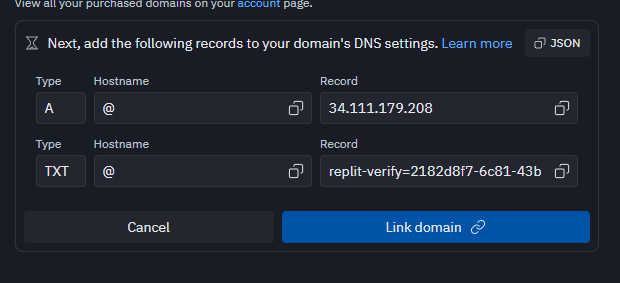 View all your purchased domains on your account page.
Next, add the following records to your domain's DNS settings. Learn more JSON
Type Hostname Record
A @ 34.111.179.208
Type Hostname Record
TXT @ replit-verify=2182d8f7-6c81-43b
Cancel Link domain